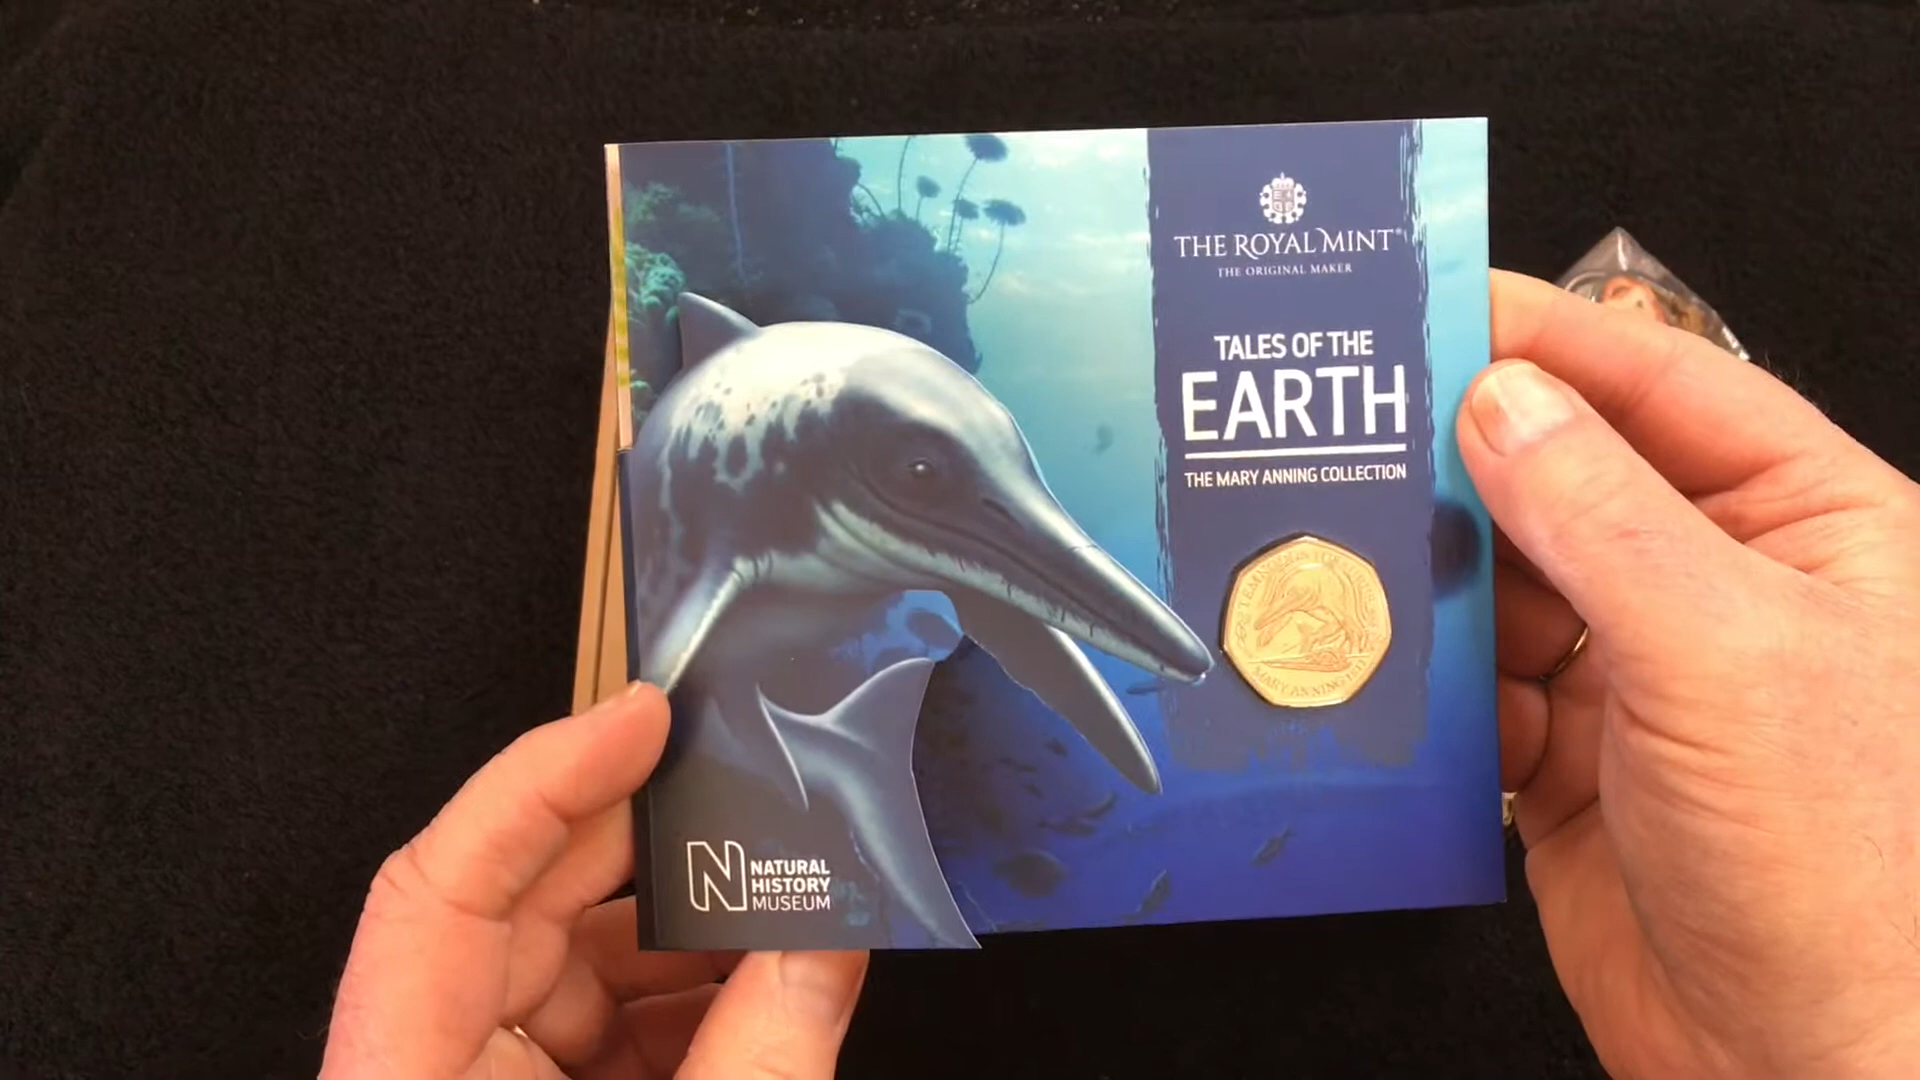 THE ROYAL MINT®
THE ORIGINAL MAKER
TALES OF THE
EARTH
THE MARY ANNING COLLECTION
MARY ANNING
NATURAL
HISTORY
MUSEUM